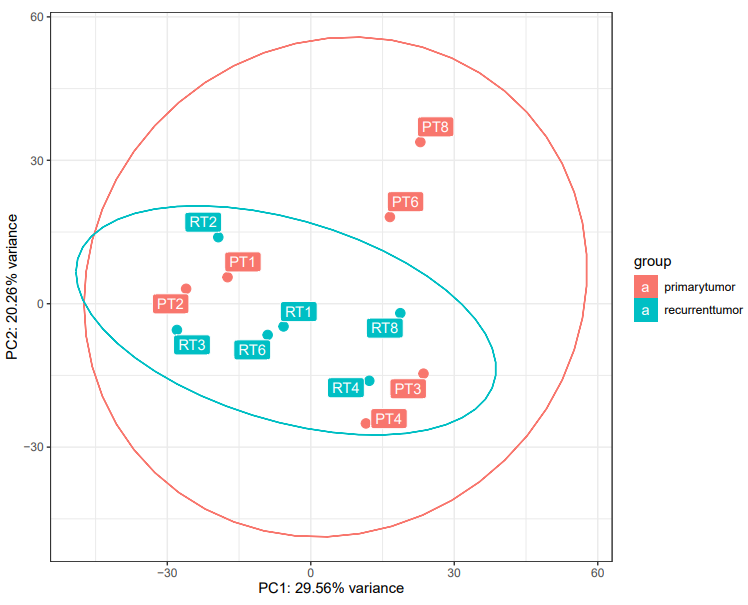 60
30
0
−30
PC2: 20.26% variance
PT8
PT6
RT2
PT1
PT2
RT1
RT3
RT6
RT8
RT4
PT3
PT4
−30
0
30
60
PC1: 29.56% variance
group
a primarytumor
a recurrenttumor